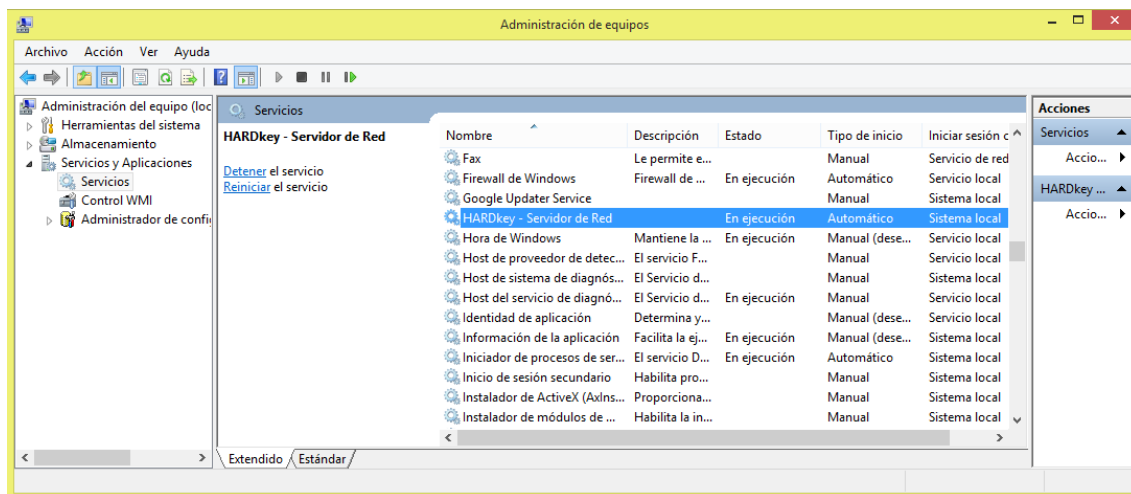 Administración de equipos
Archivo Acción Ver Ayuda
Administración del equipo (loc
Herramientas del sistema
Almacenamiento
Servicios y Aplicaciones
Servicios
Control WMI
Administrador de config
Servicios
HARDkey - Servidor de Red
Detener el servicio
Reiniciar el servicio
Nombre Descripción Estado Tipo de inicio Iniciar sesión c
Fax Le permite e... Manual Servicio de red
Firewall de Windows Firewall de ... En ejecución Automático Servicio local
Google Updater Service Manual Sistema local
HARDkey - Servidor de Red En ejecución Automático Sistema local
Hora de Windows Mantiene la ... En ejecución Manual (dese... Servicio local
Host de proveedor de detec... El servicio F... Manual Servicio local
Host de sistema de diagnós... El Servicio d... Manual Sistema local
Host del servicio de diagnó... El Servicio d... En ejecución Manual Servicio local
Identidad de aplicación Determina y... Manual (dese... Servicio local
Información de la aplicación Facilita la ej... En ejecución Manual (dese... Sistema local
Iniciador de procesos de ser... El servicio D... En ejecución Automático Sistema local
Inicio de sesión secundario Habilita pro... Manual Sistema local
Instalador de ActiveX (AxIns... Proporciona... Manual Sistema local
Instalador de módulos de ... Habilita la in... Manual Sistema local
Extendido Estándar
Acciones
Servicios
Accio...
HARDkey ...
Accio...